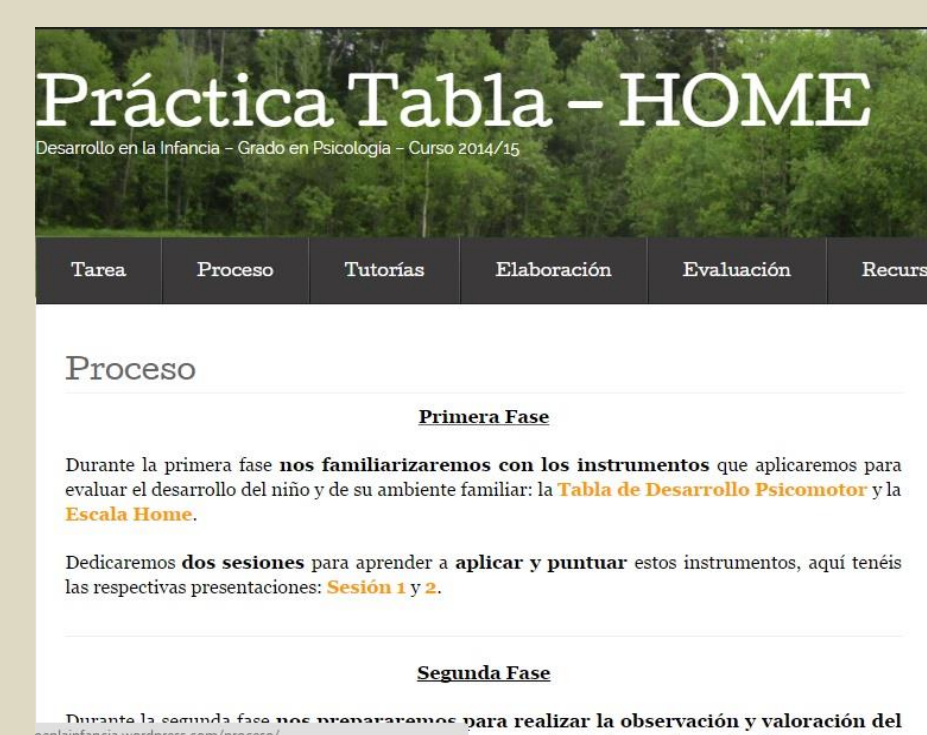 Práctica Tabla – HOME
Desarrollo en la Infancia – Grado en Psicología – Curso 2014/15
Tarea Proceso Tutorías Elaboración Evaluación Recurs
Proceso
Primera Fase
Durante la primera fase nos familiarizaremos con los instrumentos que aplicaremos para
evaluar el desarrollo del niño y de su ambiente familiar: la Tabla de Desarrollo Psicomotor y la
Escala Home.
Dedicaremos dos sesiones para aprender a aplicar y puntuar estos instrumentos, aquí tenéis
las respectivas presentaciones: Sesión 1 y 2.
Segunda Fase
Durante la segunda fase nos prepararemos para realizar la observación y valoración del